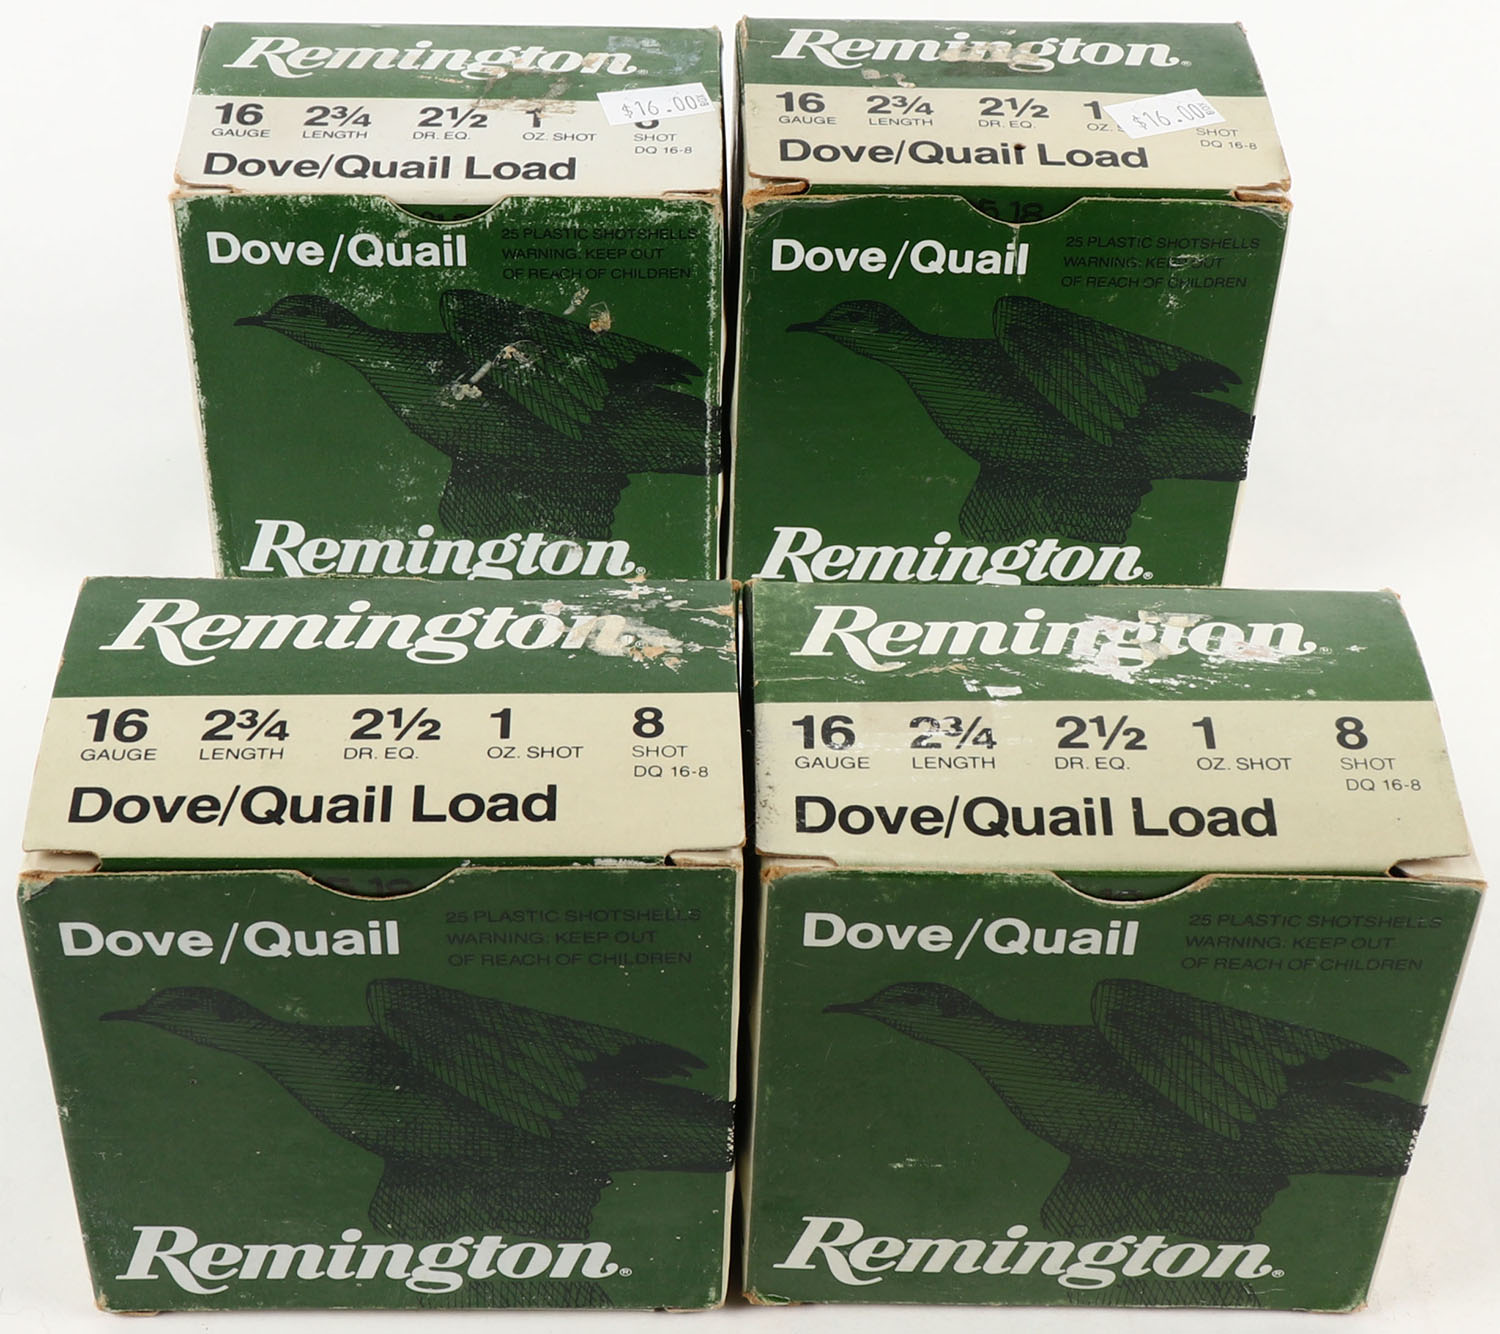 Remington®
16 2¾ 2½ 1
GAUGE LENGTH DR. EQ. OZ. SHOT SHOT
DQ 16-8
Dove/Quail Load
$16.00
Dove/Quail
25 PLASTIC SHOTSHELLS
WARNING: KEEP OUT
OF REACH OF CHILDREN
Remington®
Remington®
16 2¾ 2½ 1
GAUGE LENGTH DR. EQ. OZ. SHOT
DQ 16-8
Dove/Quail Load
$16.00
Dove/Quail
25 PLASTIC SHOTSHELLS
WARNING: KEEP OUT
OF REACH OF CHILDREN
Remington®
Remington®
16 2¾ 2½ 1 8
GAUGE LENGTH DR. EQ. OZ. SHOT SHOT
DQ 16-8
Dove/Quail Load
Dove/Quail
25 PLASTIC SHOTSHELLS
WARNING: KEEP OUT
OF REACH OF CHILDREN
Remington®
Remington®
16 2¾ 2½ 1 8
GAUGE LENGTH DR. EQ. OZ. SHOT SHOT
DQ 16-8
Dove/Quail Load
Dove/Quail
25 PLASTIC SHOTSHELLS
WARNING: KEEP OUT
OF REACH OF CHILDREN
Remington®